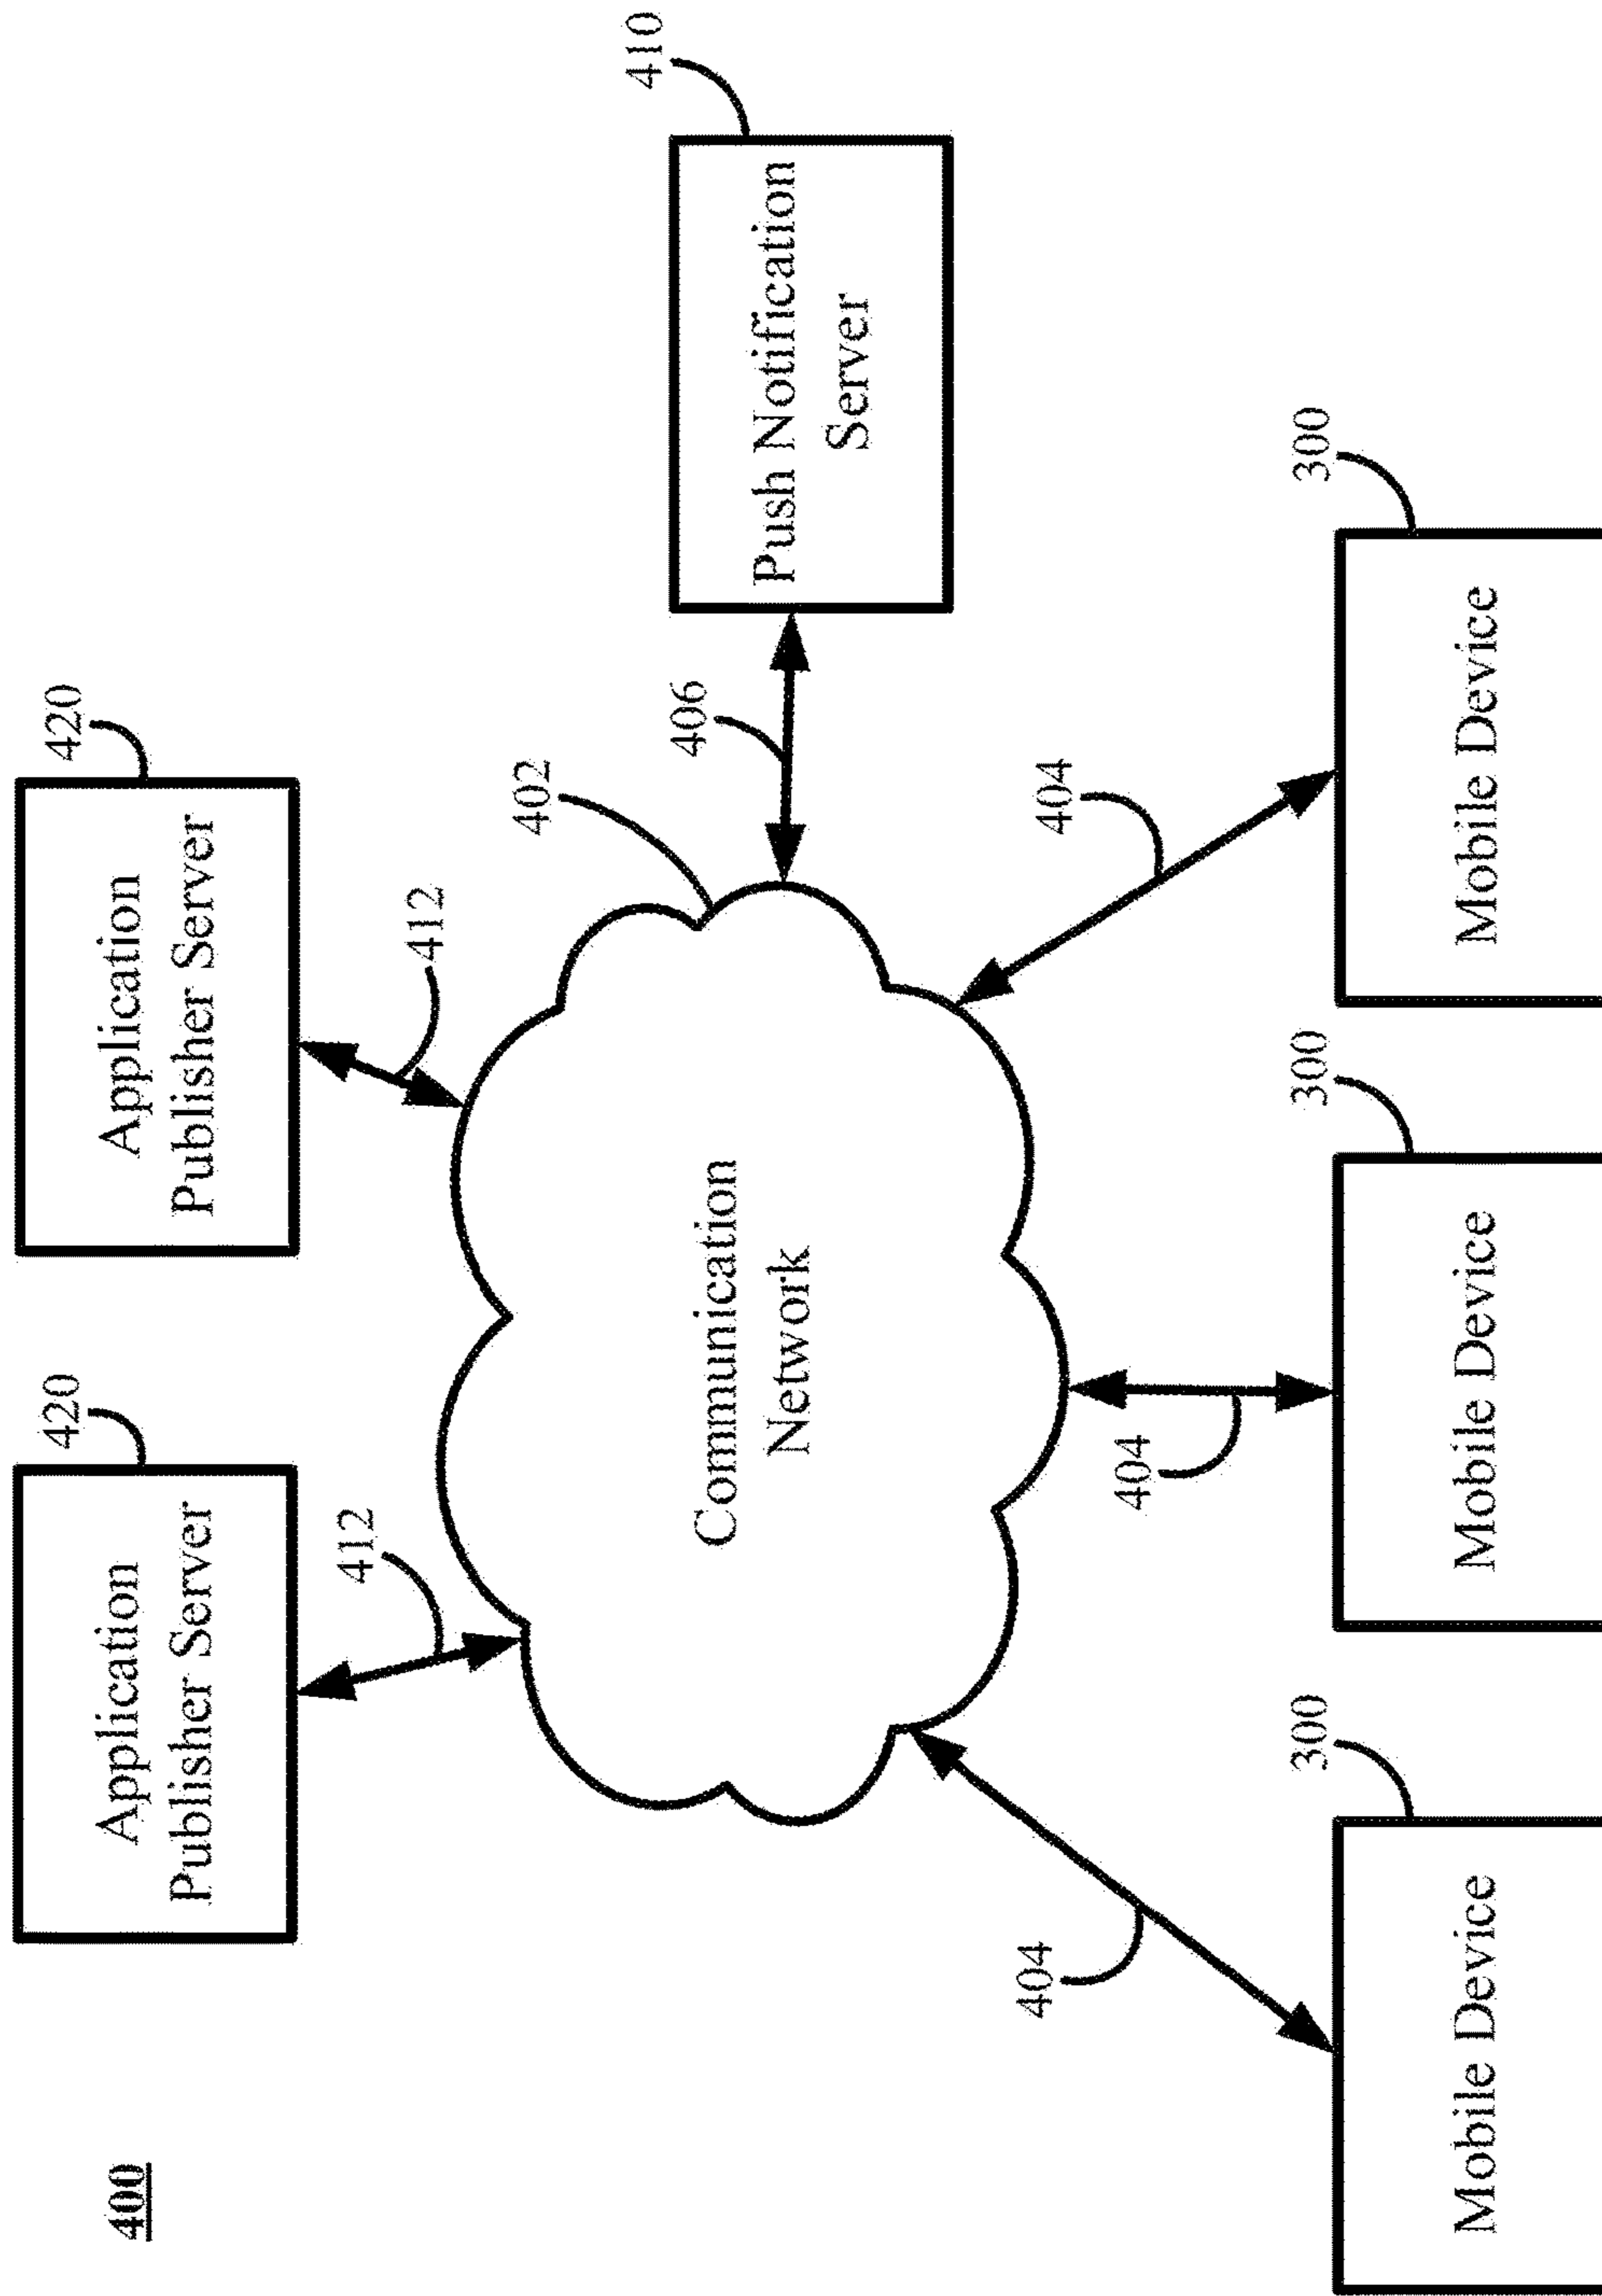 400
420
Application
Publisher Server
420
Application
Publisher Server
412
412
402
406
410
Push Notification
Server
Communication
Network
404
404
404
300
Mobile Device
300
Mobile Device
300
Mobile Device